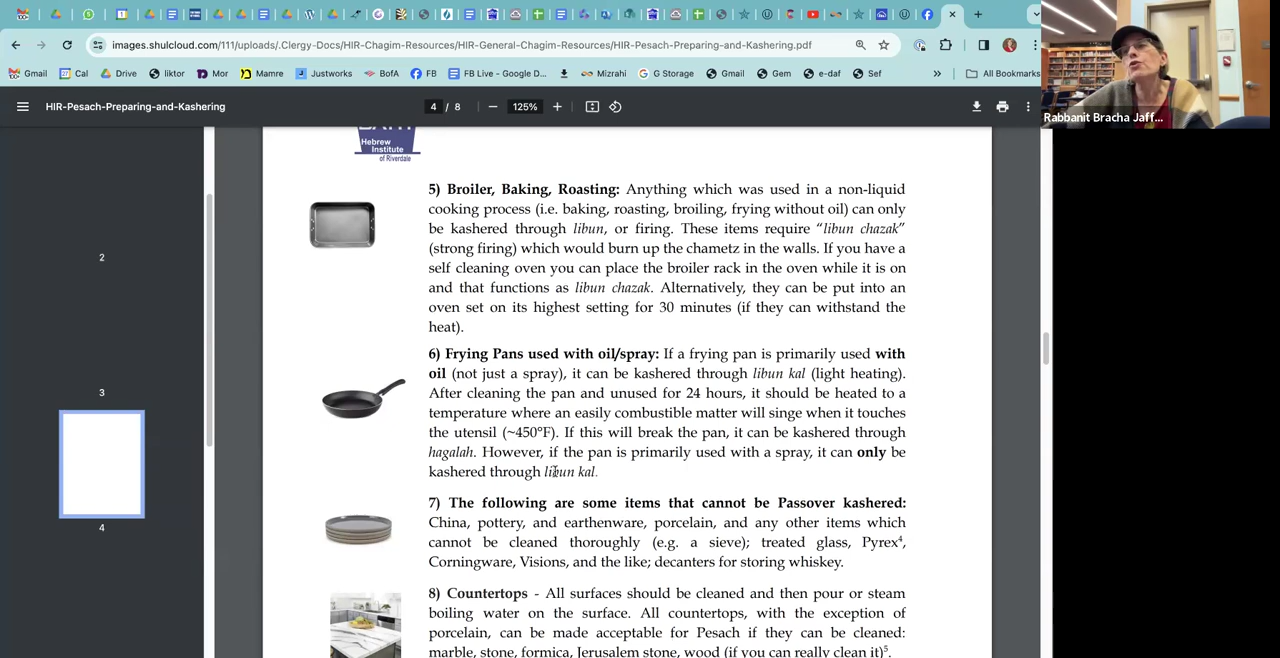 images.shulcloud.com/111/uploads/.Clergy-Docs/HIR-Chagim-Resources/HIR-General-Chagim-Resources/HIR-Pesach-Preparing-and-Kashering.pdf
Gmail Cal Drive liktor Mor Mamre Justworks BofA FB FB Live - Google D... Mizrahi G Storage Gmail Gem e-daf Sef » All Bookmarks
HIR-Pesach-Preparing-and-Kashering 4 / 8 125%
Rabbanit Bracha Jaff...
Hebrew
Institute
of Riverdale
5) Broiler, Baking, Roasting: Anything which was used in a non-liquid
cooking process (i.e. baking, roasting, broiling, frying without oil) can only
be kashered through libun, or firing. These items require “libun chazak”
(strong firing) which would burn up the chametz in the walls. If you have a
self cleaning oven you can place the broiler rack in the oven while it is on
and that functions as libun chazak. Alternatively, they can be put into an
oven set on its highest setting for 30 minutes (if they can withstand the
heat).
6) Frying Pans used with oil/spray: If a frying pan is primarily used with
oil (not just a spray), it can be kashered through libun kal (light heating).
After cleaning the pan and unused for 24 hours, it should be heated to a
temperature where an easily combustible matter will singe when it touches
the utensil (~450°F). If this will break the pan, it can be kashered through
hagalah. However, if the pan is primarily used with a spray, it can only be
kashered through libun kal.
7) The following are some items that cannot be Passover kashered:
China, pottery, and earthenware, porcelain, and any other items which
cannot be cleaned thoroughly (e.g. a sieve); treated glass, Pyrex⁴,
Corningware, Visions, and the like; decanters for storing whiskey.
8) Countertops - All surfaces should be cleaned and then pour or steam
boiling water on the surface. All countertops, with the exception of
porcelain, can be made acceptable for Pesach if they can be cleaned:
marble, stone, formica, Jerusalem stone, wood (if you can really clean it)⁵.
2
3
4